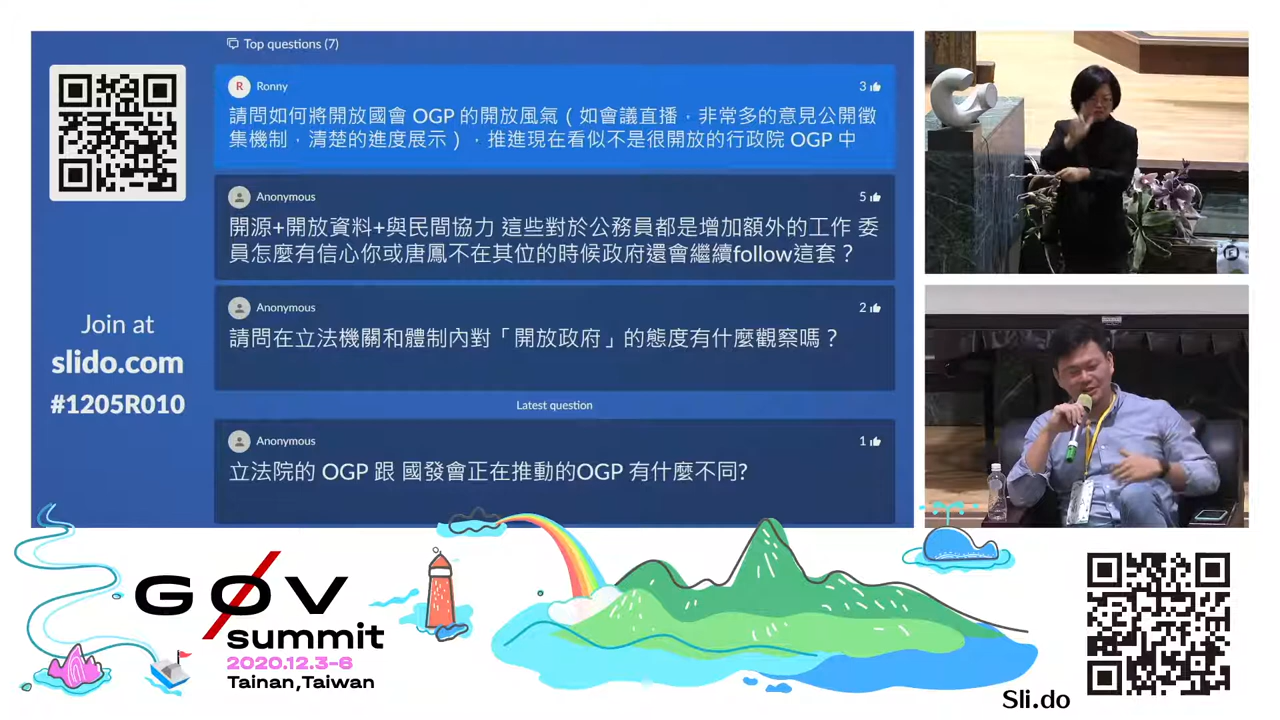 Top questions (7)
R
Ronny
3
請問如何將開放國會 OGP 的開放風氣（如會議直播，非常多的意見公開徵
集機制，清楚的進度展示），推進現在看似不是很開放的行政院 OGP 中
Anonymous
5
開源+開放資料+與民間協力 這些對於公務員都是增加額外的工作 委
員怎麼有信心你或唐鳳不在其位的時候政府還會繼續follow這套？
Anonymous
2
請問在立法機關和體制內對「開放政府」的態度有什麼觀察嗎？
Latest question
Anonymous
1
立法院的 OGP 跟 國發會正在推動的OGP 有什麼不同?
Join at
slido.com
#1205R010
GØV
summit
2020.12.3-6
Tainan,Taiwan
Sli.do